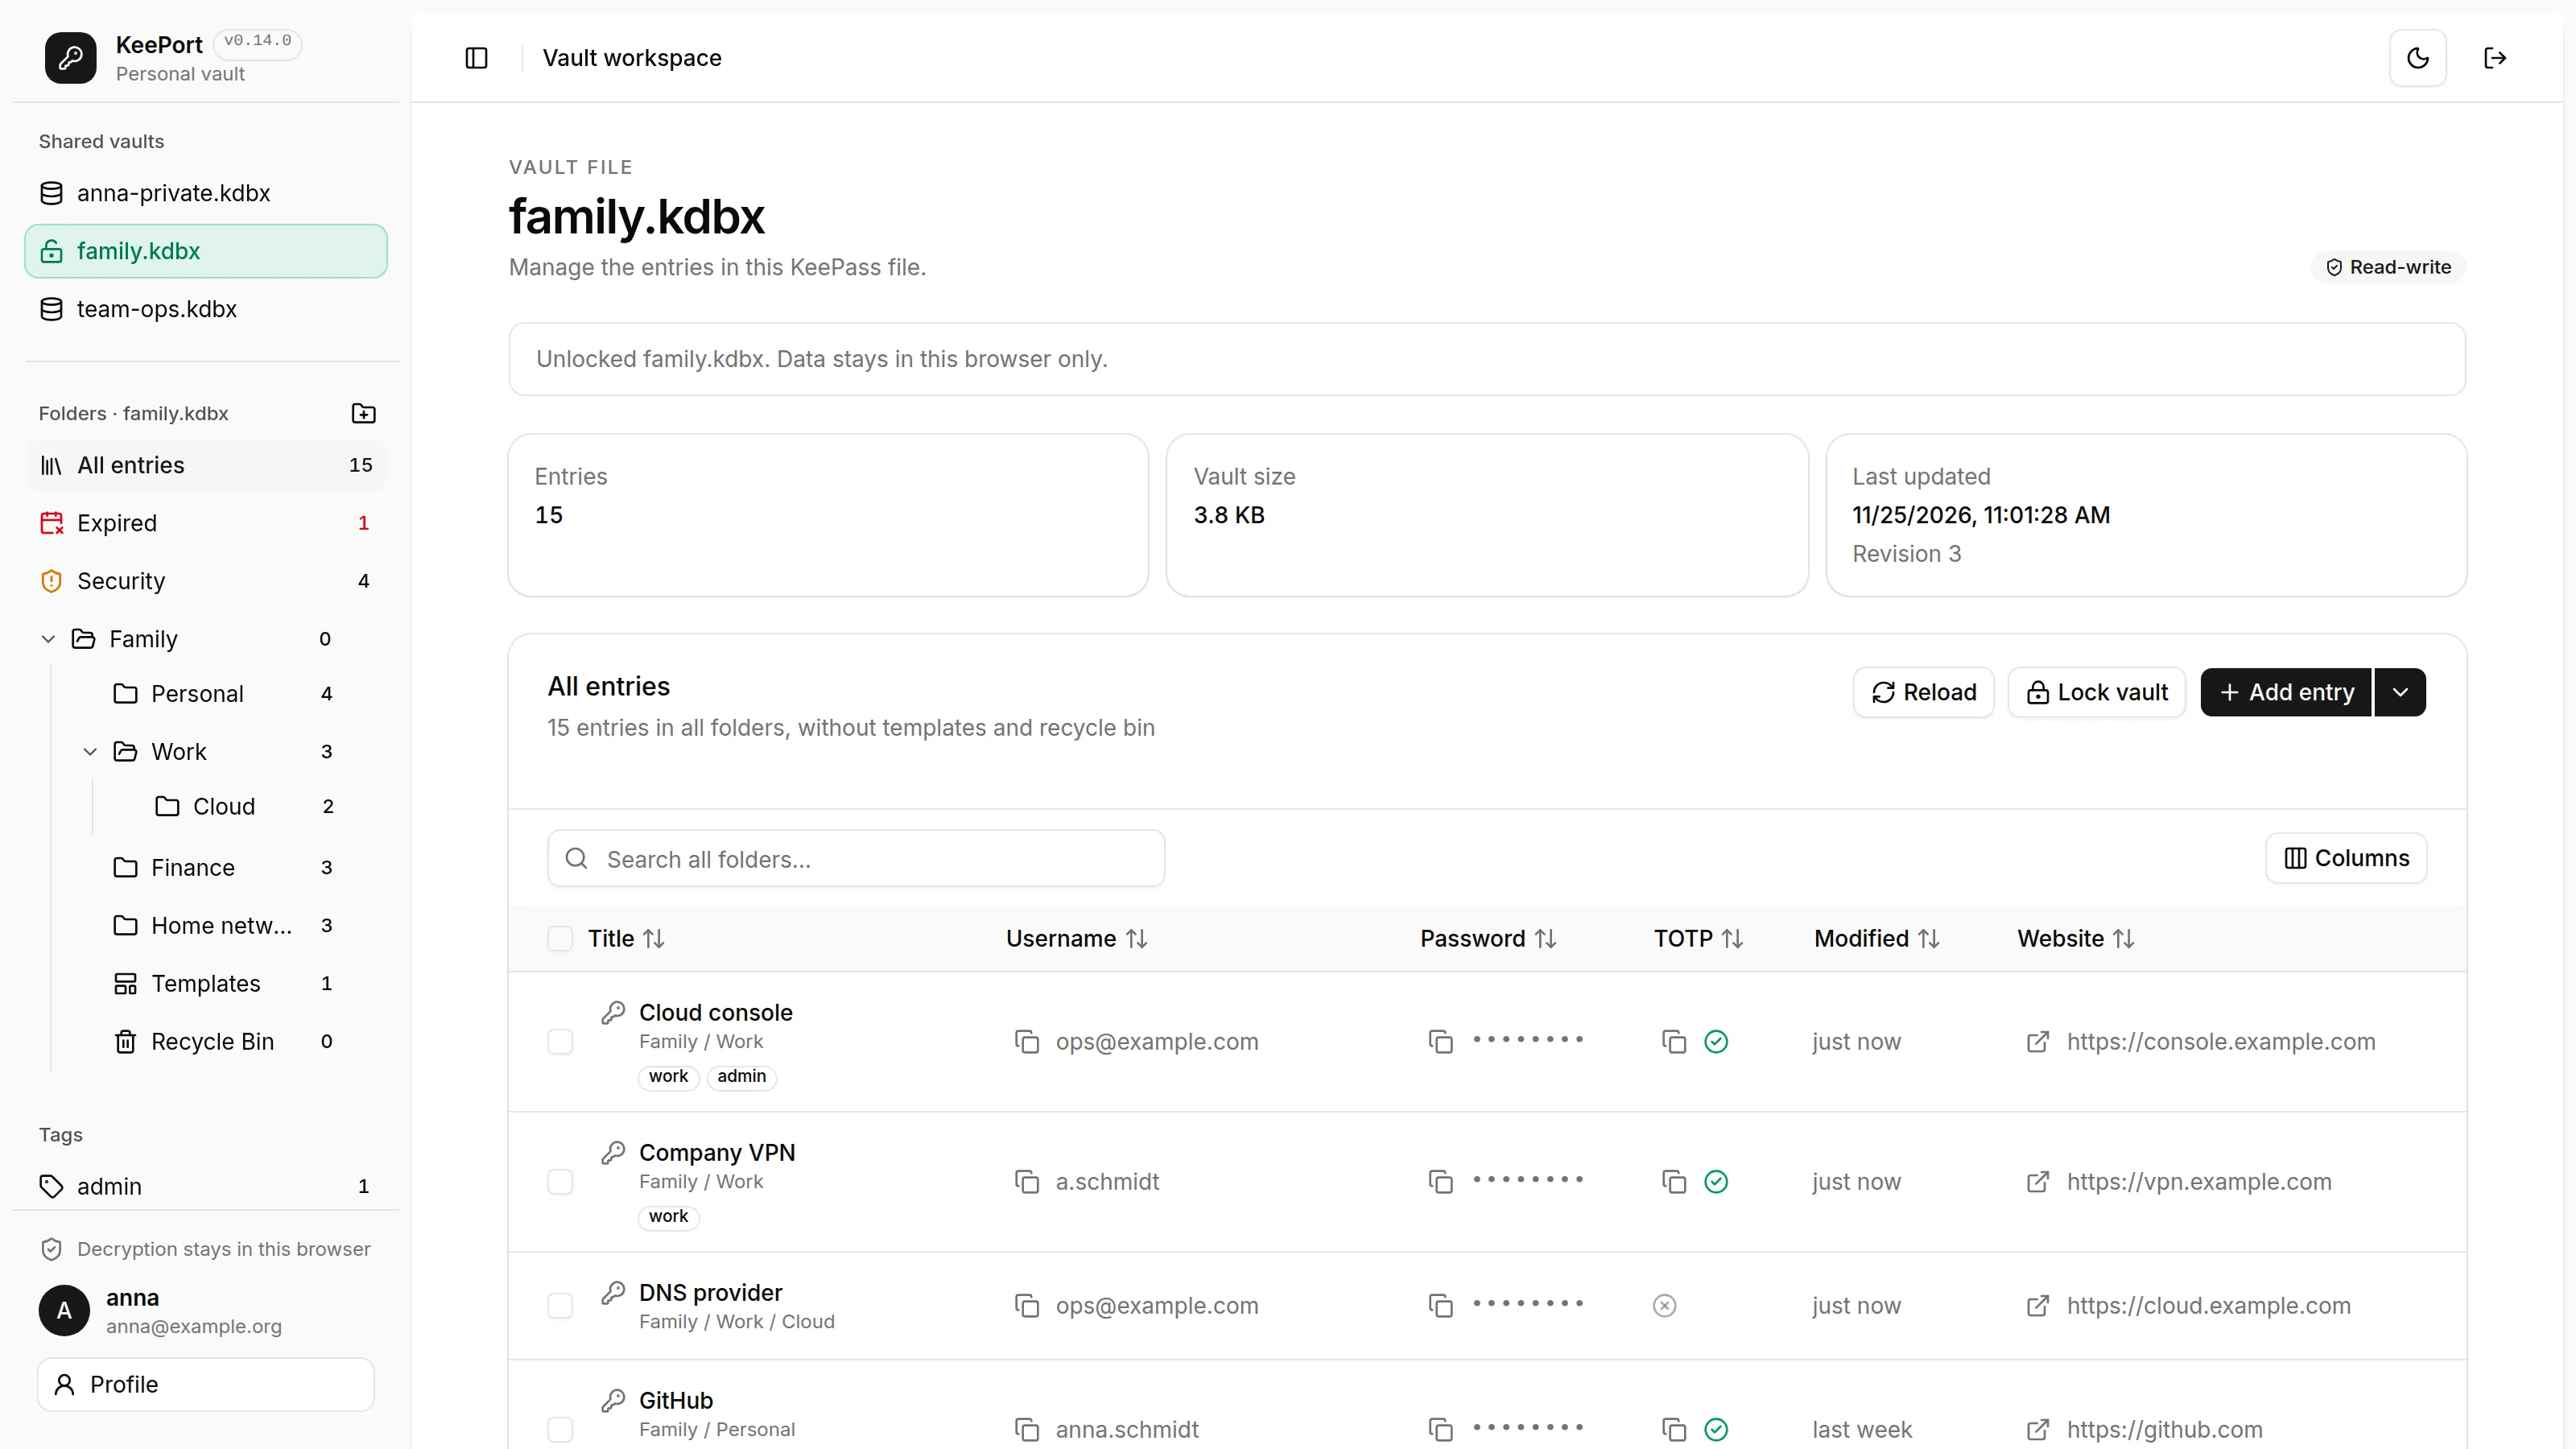 KeePort v0.14.0
Personal vault
Shared vaults
anna-private.kdbx
family.kdbx
team-ops.kdbx
Folders · family.kdbx
All entries 15
Expired 1
Security 4
Family 0
Personal 4
Work 3
Cloud 2
Finance 3
Home netw... 3
Templates 1
Recycle Bin 0
Tags
admin 1
Decryption stays in this browser
A
anna
anna@example.org
Profile
Vault workspace
VAULT FILE
family.kdbx
Manage the entries in this KeePass file.
Read-write
Unlocked family.kdbx. Data stays in this browser only.
Entries
15
Vault size
3.8 KB
Last updated
11/25/2026, 11:01:28 AM
Revision 3
All entries
15 entries in all folders, without templates and recycle bin
Reload
Lock vault
Add entry
Search all folders...
Columns
Title Username Password TOTP Modified Website
Cloud console
Family / Work
work admin
ops@example.com •••••••• just now https://console.example.com
Company VPN
Family / Work
work
a.schmidt •••••••• just now https://vpn.example.com
DNS provider
Family / Work / Cloud
ops@example.com •••••••• just now https://cloud.example.com
GitHub
Family / Personal
anna.schmidt •••••••• last week https://github.com